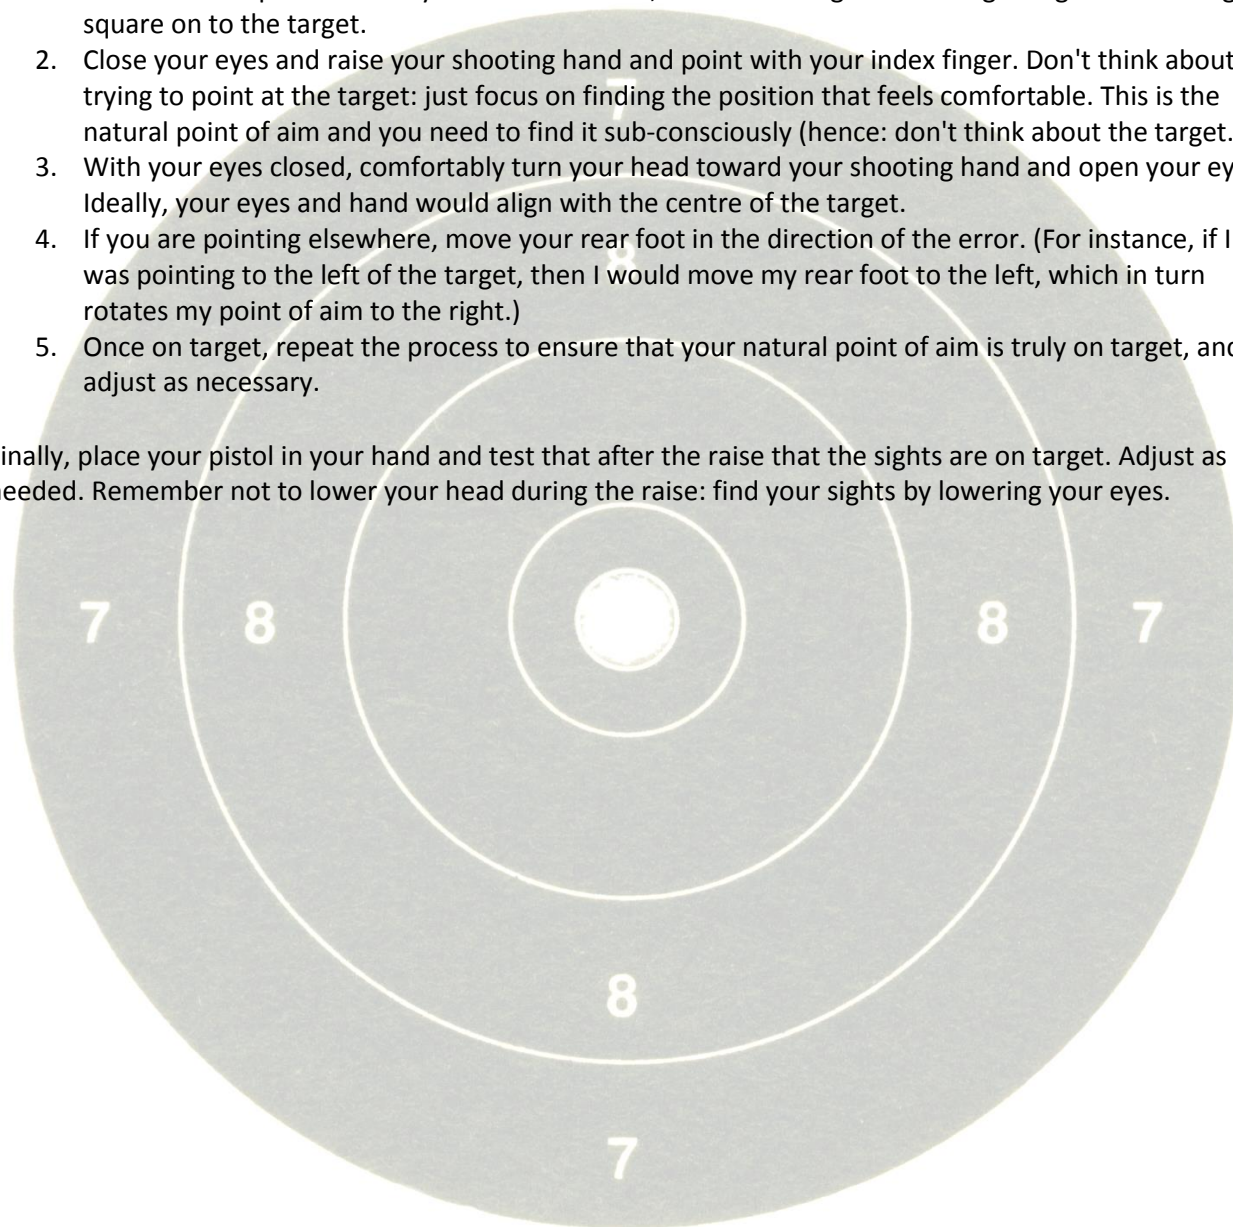 square on to the target.
2. Close your eyes and raise your shooting hand and point with your index finger. Don't think about
trying to point at the target: just focus on finding the position that feels comfortable. This is the
7
natural point of aim and you need to find it sub-consciously (hence: don't think about the target.
3. With your eyes closed, comfortably turn your head toward your shooting hand and open your ey
Ideally, your eyes and hand would align with the centre of the target.
4. If you are pointing elsewhere, move your rear foot in the direction of the error. (For instance, if I
8
was pointing to the left of the target, then I would move my rear foot to the left, which in turn
rotates my point of aim to the right.)
5. Once on target, repeat the process to ensure that your natural point of aim is truly on target, and
adjust as necessary.
inally, place your pistol in your hand and test that after the raise that the sights are on target. Adjust as
needed. Remember not to lower your head during the raise: find your sights by lowering your eyes.
7 8 8 7
8
7